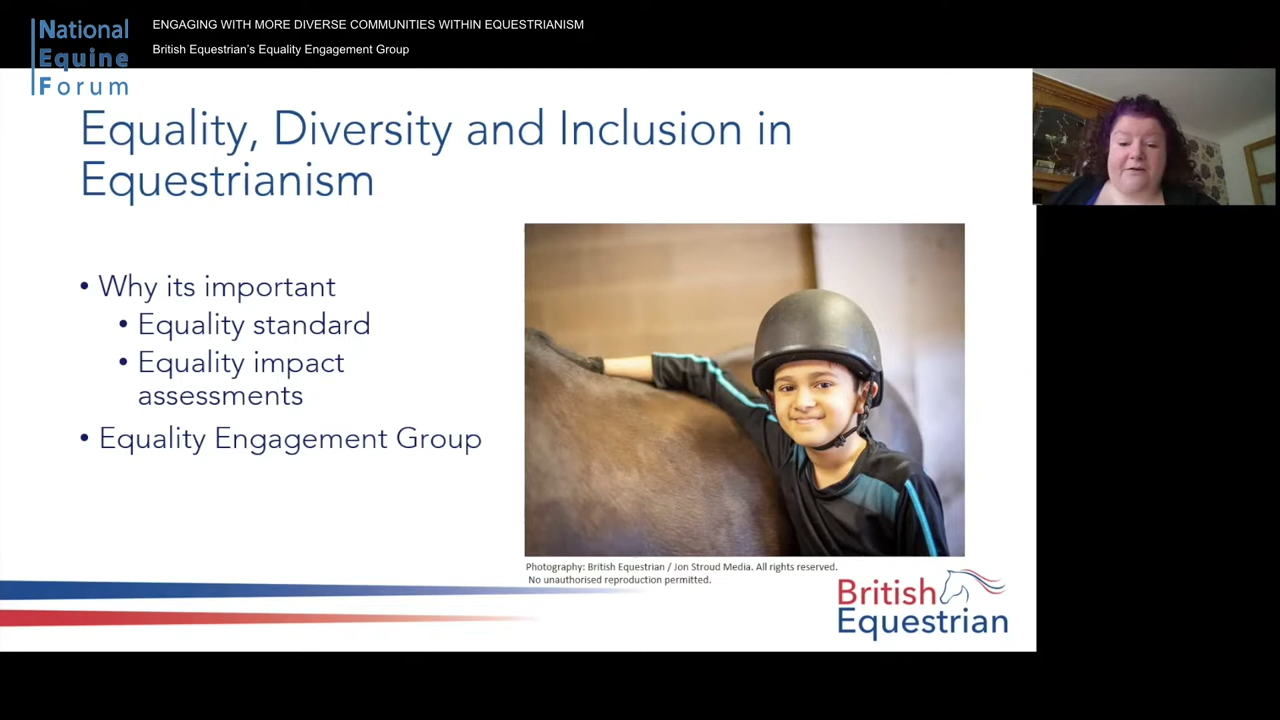 National
Equine
Forum
ENGAGING WITH MORE DIVERSE COMMUNITIES WITHIN EQUESTRIANISM
British Equestrian's Equality Engagement Group
Equality, Diversity and Inclusion in
Equestrianism
• Why its important
• Equality standard
• Equality impact
assessments
• Equality Engagement Group
Photography: British Equestrian / Jon Stroud Media. All rights reserved.
No unauthorised reproduction permitted.
British
Equestrian